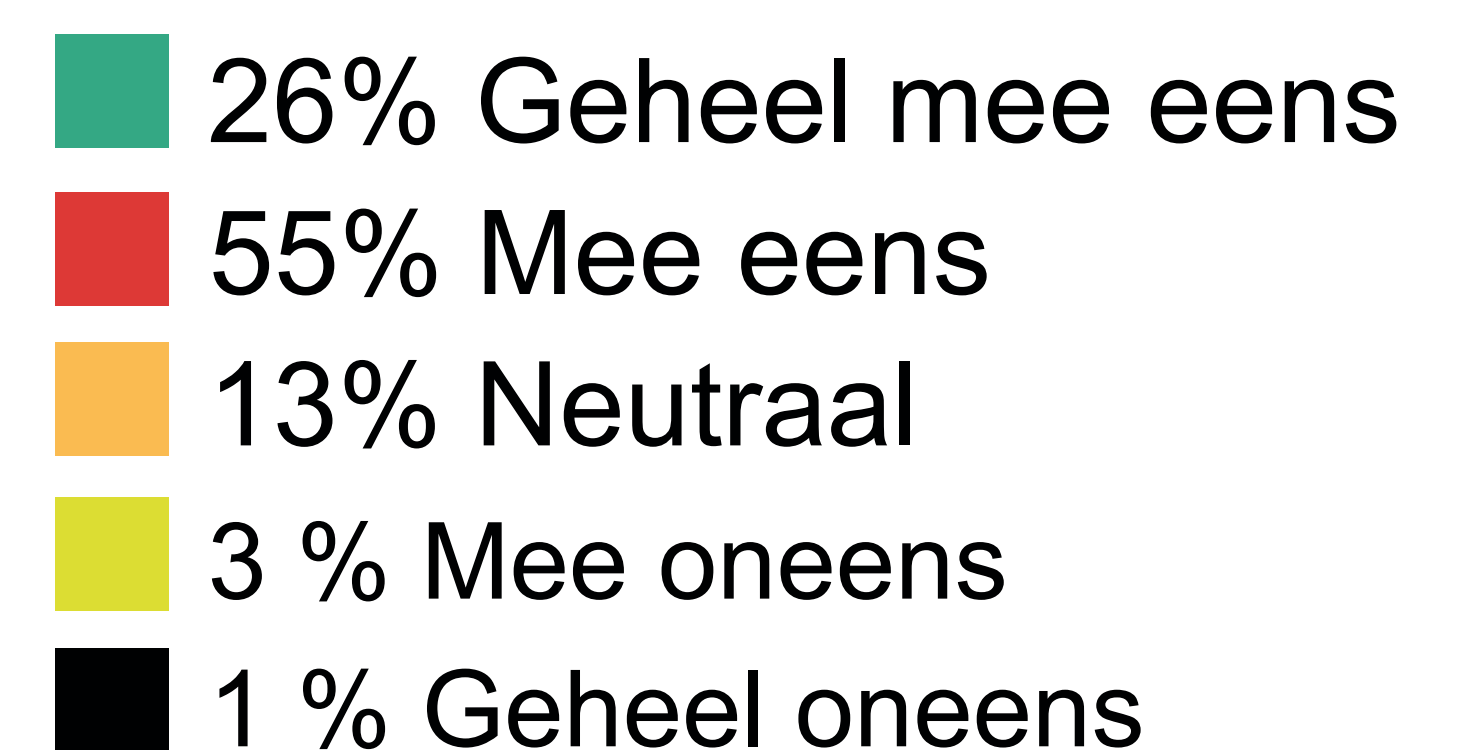 26% Geheel mee eens
55% Mee eens
13% Neutraal
3 % Mee oneens
1 % Geheel oneens